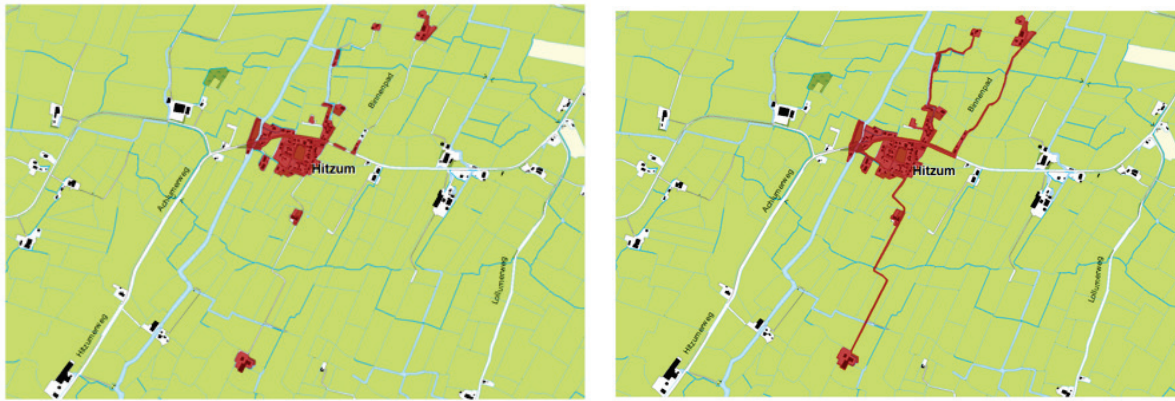 Binnenpad
Hitzum
Achlumerweg
Lollumerweg
Hitzumerweg
Binnenpad
Hitzum
Achlumerweg
Lollumerweg
Hitzumerweg